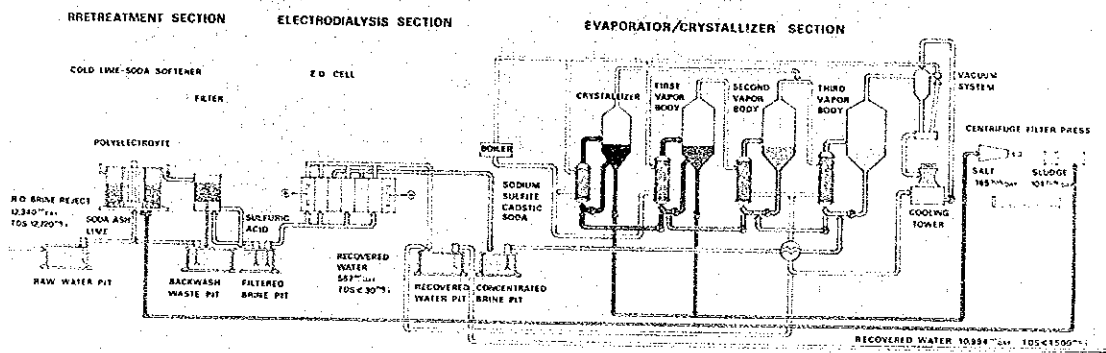 RRETREATMENT SECTION
ELECTRODIALYSIS SECTION
EVAPORATOR/CRYSTALLIZER SECTION
COLD LIME-SODA SOFTENER
FILTER
Z.D. CELL
POLYELECTROYTE
R.O. BRINE REJECT
SODA ASH
LIME
SULFURIC
ACID
RAW WATER PIT
BACKWASH
WASTE PIT
FILTERED
BRINE PIT
RECOVERED
WATER
RECOVERED
WATER PIT
CONCENTRATED
BRINE PIT
BOILER
SODIUM
SULFITE
CAOSTIC
SODA
CRYSTALLIZER
FIRST
VAPOR
BODY
SECOND
VAPOR
BODY
THIRD
VAPOR
BODY
VACUUM
SYSTEM
COOLING
TOWER
CENTRIFUGE FILTER PRESS
SALT
SLUDGE
RECOVERED WATER